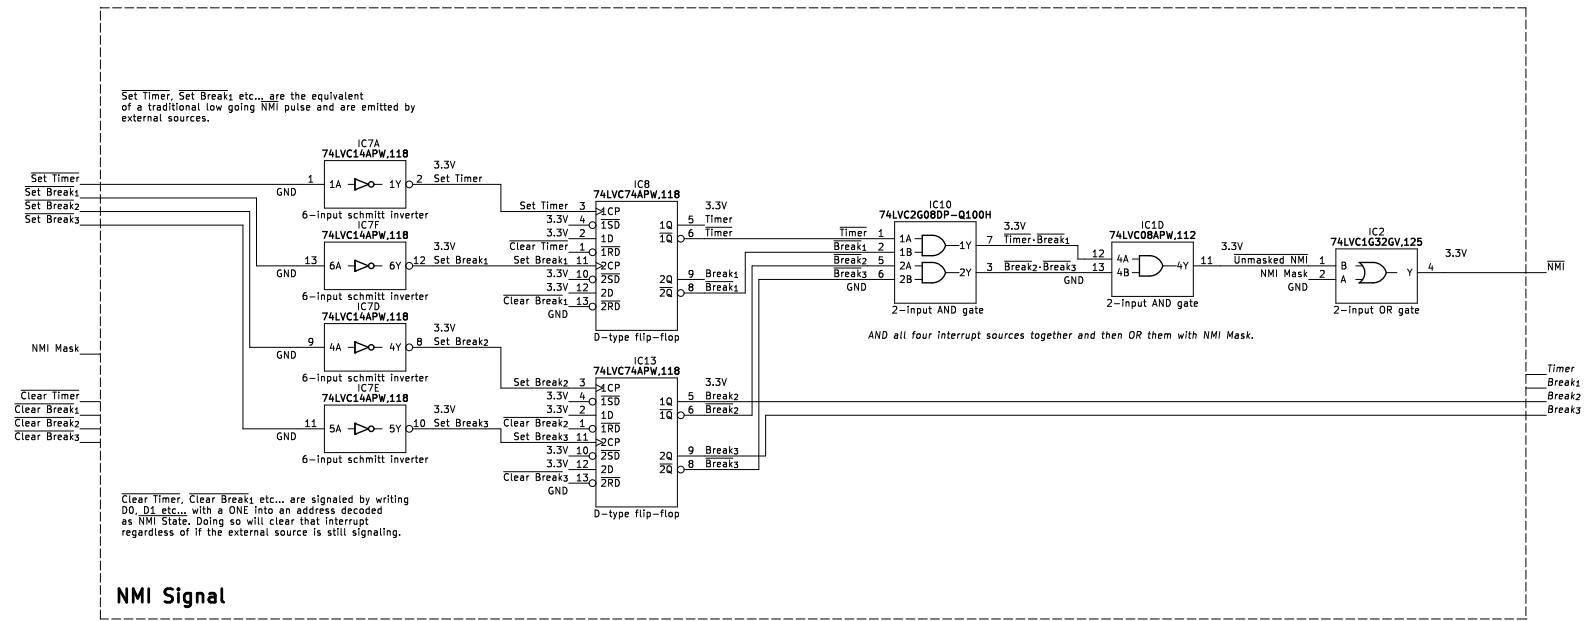 Set Timer, Set Break1 etc... are the equivalent
of a traditional low going NMI pulse and are emitted by
external sources.
Set Timer
Set Break1
Set Break2
Set Break3
NMI Mask
Clear Timer
Clear Break1
Clear Break2
Clear Break3
IC7A
74LVC14APW,118
3.3V
1 1A 1Y 2 Set Timer
GND
6-input schmitt inverter
IC7F
74LVC14APW,118
3.3V
13 6A 6Y 12 Set Break1
GND
6-input schmitt inverter
IC7D
74LVC14APW,118
3.3V
9 4A 4Y 8 Set Break2
GND
6-input schmitt inverter
IC7E
74LVC14APW,118
3.3V
11 5A 5Y 10 Set Break3
GND
6-input schmitt inverter
IC8
74LVC74APW,118
3.3V
Set Timer 3 1CP
3.3V 4 1SD 1Q 5 Timer
3.3V 2 1D 1Q 6 Timer
Clear Timer 1 1RD
Set Break1 11 2CP
3.3V 10 2SD 2Q 9 Break1
3.3V 12 2D 2Q 8 Break1
Clear Break1 13 2RD
GND
D-type flip-flop
IC13
74LVC74APW,118
3.3V
Set Break2 3 1CP
3.3V 4 1SD 1Q 5 Break2
3.3V 2 1D 1Q 6 Break2
Clear Break2 1 1RD
Set Break3 11 2CP
3.3V 10 2SD 2Q 9 Break3
3.3V 12 2D 2Q 8 Break3
Clear Break3 13 2RD
GND
D-type flip-flop
IC10
74LVC2G08DP-Q100H
3.3V
Timer 1 1A 1Y 7 Timer·Break1
Break1 2 1B
Break2 5 2A
Break3 6 2B 2Y 3 Break2·Break3
GND
2-input AND gate
IC1D
74LVC08APW,112
3.3V
12 4A 4Y 11 Unmasked NMI
13 4B
GND
2-input AND gate
IC2
74LVC1G32GV,125
3.3V
1 B Y 4
NMI Mask 2 A
GND
2-input OR gate
NMI
AND all four interrupt sources together and then OR them with NMI Mask.
Timer
Break1
Break2
Break3
Clear Timer, Clear Break1 etc... are signaled by writing
D0, D1 etc... with a ONE into an address decoded
as NMI State. Doing so will clear that interrupt
regardless of if the external source is still signaling.
NMI Signal